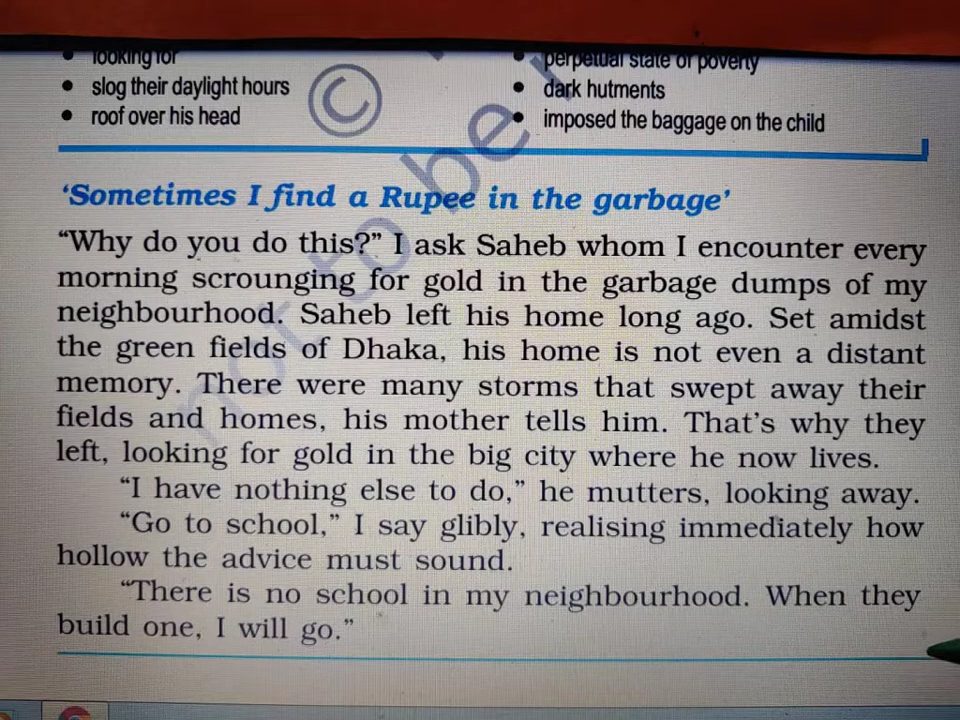 looking for
slog their daylight hours
roof over his head
perpetual state of poverty
dark hutments
imposed the baggage on the child
©
not to be r
'Sometimes I find a Rupee in the garbage'
"Why do you do this?" I ask Saheb whom I encounter every
morning scrounging for gold in the garbage dumps of my
neighbourhood. Saheb left his home long ago. Set amidst
the green fields of Dhaka, his home is not even a distant
memory. There were many storms that swept away their
fields and homes, his mother tells him. That's why they
left, looking for gold in the big city where he now lives.
"I have nothing else to do," he mutters, looking away.
"Go to school," I say glibly, realising immediately how
hollow the advice must sound.
"There is no school in my neighbourhood. When they
build one, I will go."